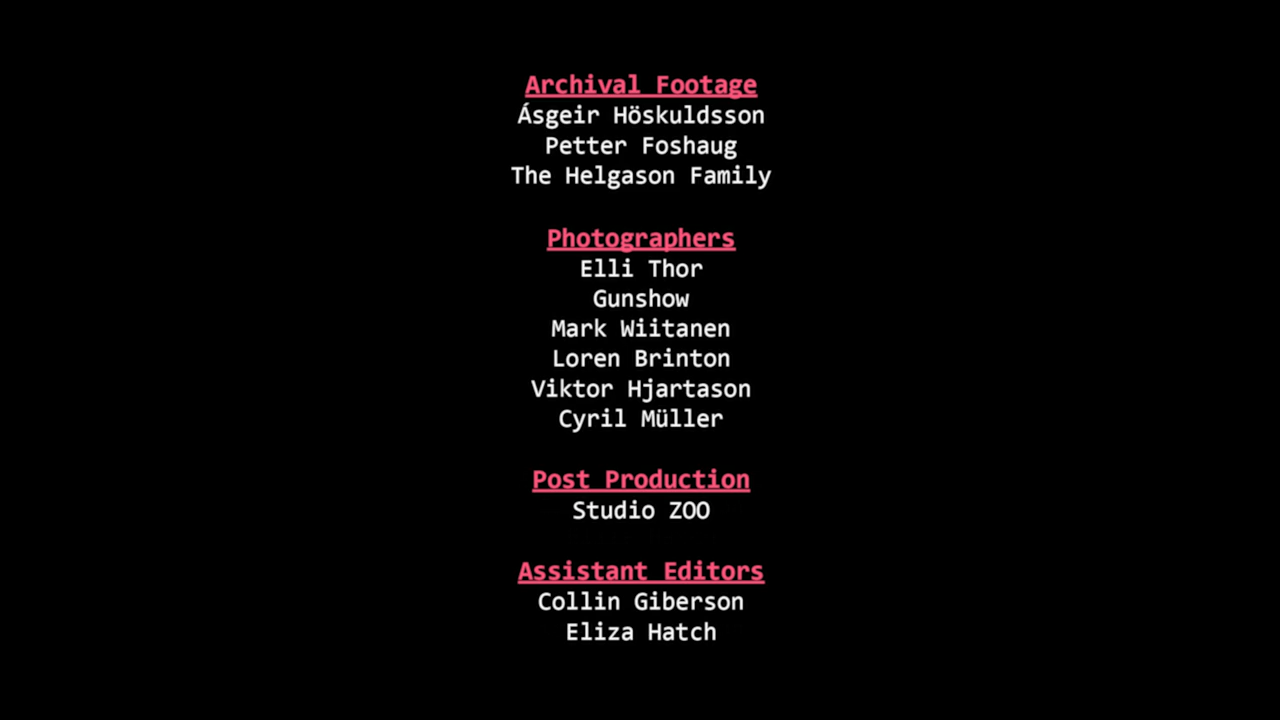 Archival Footage
Ásgeir Höskuldsson
Petter Foshaug
The Helgason Family
Photographers
Elli Thor
Gunshow
Mark Wiitanen
Loren Brinton
Viktor Hjartason
Cyril Müller
Post Production
Studio ZOO
Assistant Editors
Collin Giberson
Eliza Hatch